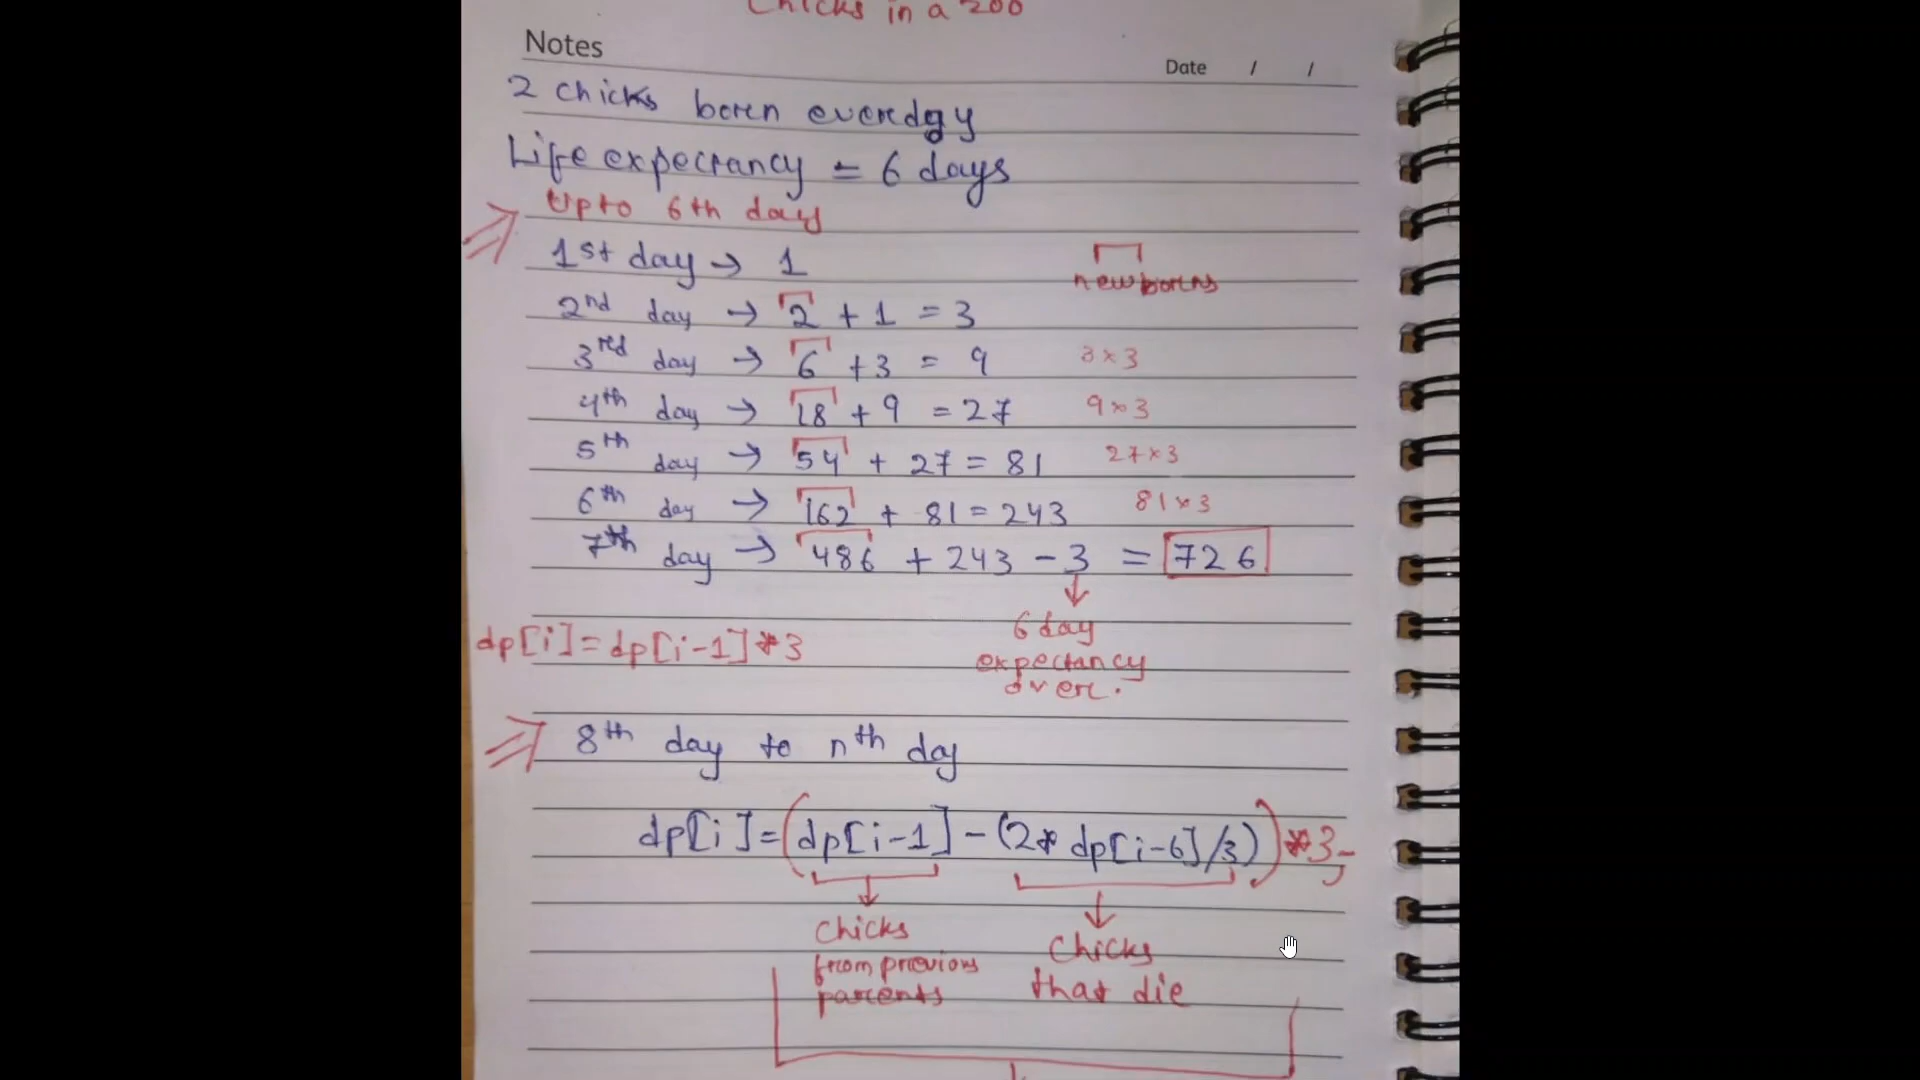 Chicks in a zoo
Notes
Date / /
2 chicks born everday
Life expectancy = 6 days
Upto 6th day
1st day → 1
newborns
2nd day → 2 + 1 = 3
3rd day → 6 + 3 = 9 3×3
4th day → 18 + 9 = 27 9×3
5th day → 54 + 27 = 81 27×3
6th day → 162 + 81 = 243 81×3
7th day → 486 + 243 - 3 = 726
6 day
expectancy
over.
dp[i] = dp[i-1] * 3
8th day to nth day
dp[i] = (dp[i-1] - (2* dp[i-6]/3)) *3
Chicks
from previous
parents
Chicks
that die